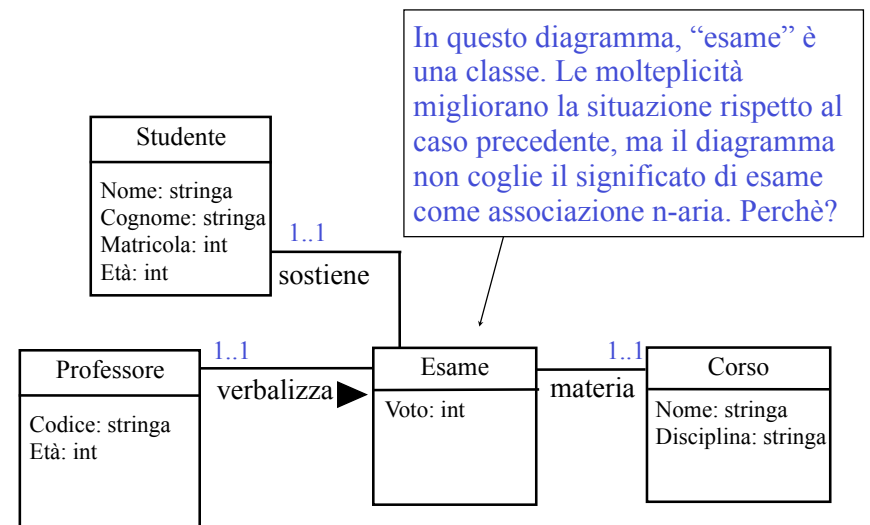 In questo diagramma, “esame” è
una classe. Le molteplicità
migliorano la situazione rispetto al
caso precedente, ma il diagramma
non coglie il significato di esame
come associazione n-aria. Perchè?
Studente
Nome: stringa
Cognome: stringa
Matricola: int
Età: int
1..1
sostiene
Professore
Codice: stringa
Età: int
1..1
verbalizza
Esame
Voto: int
1..1
materia
Corso
Nome: stringa
Disciplina: stringa